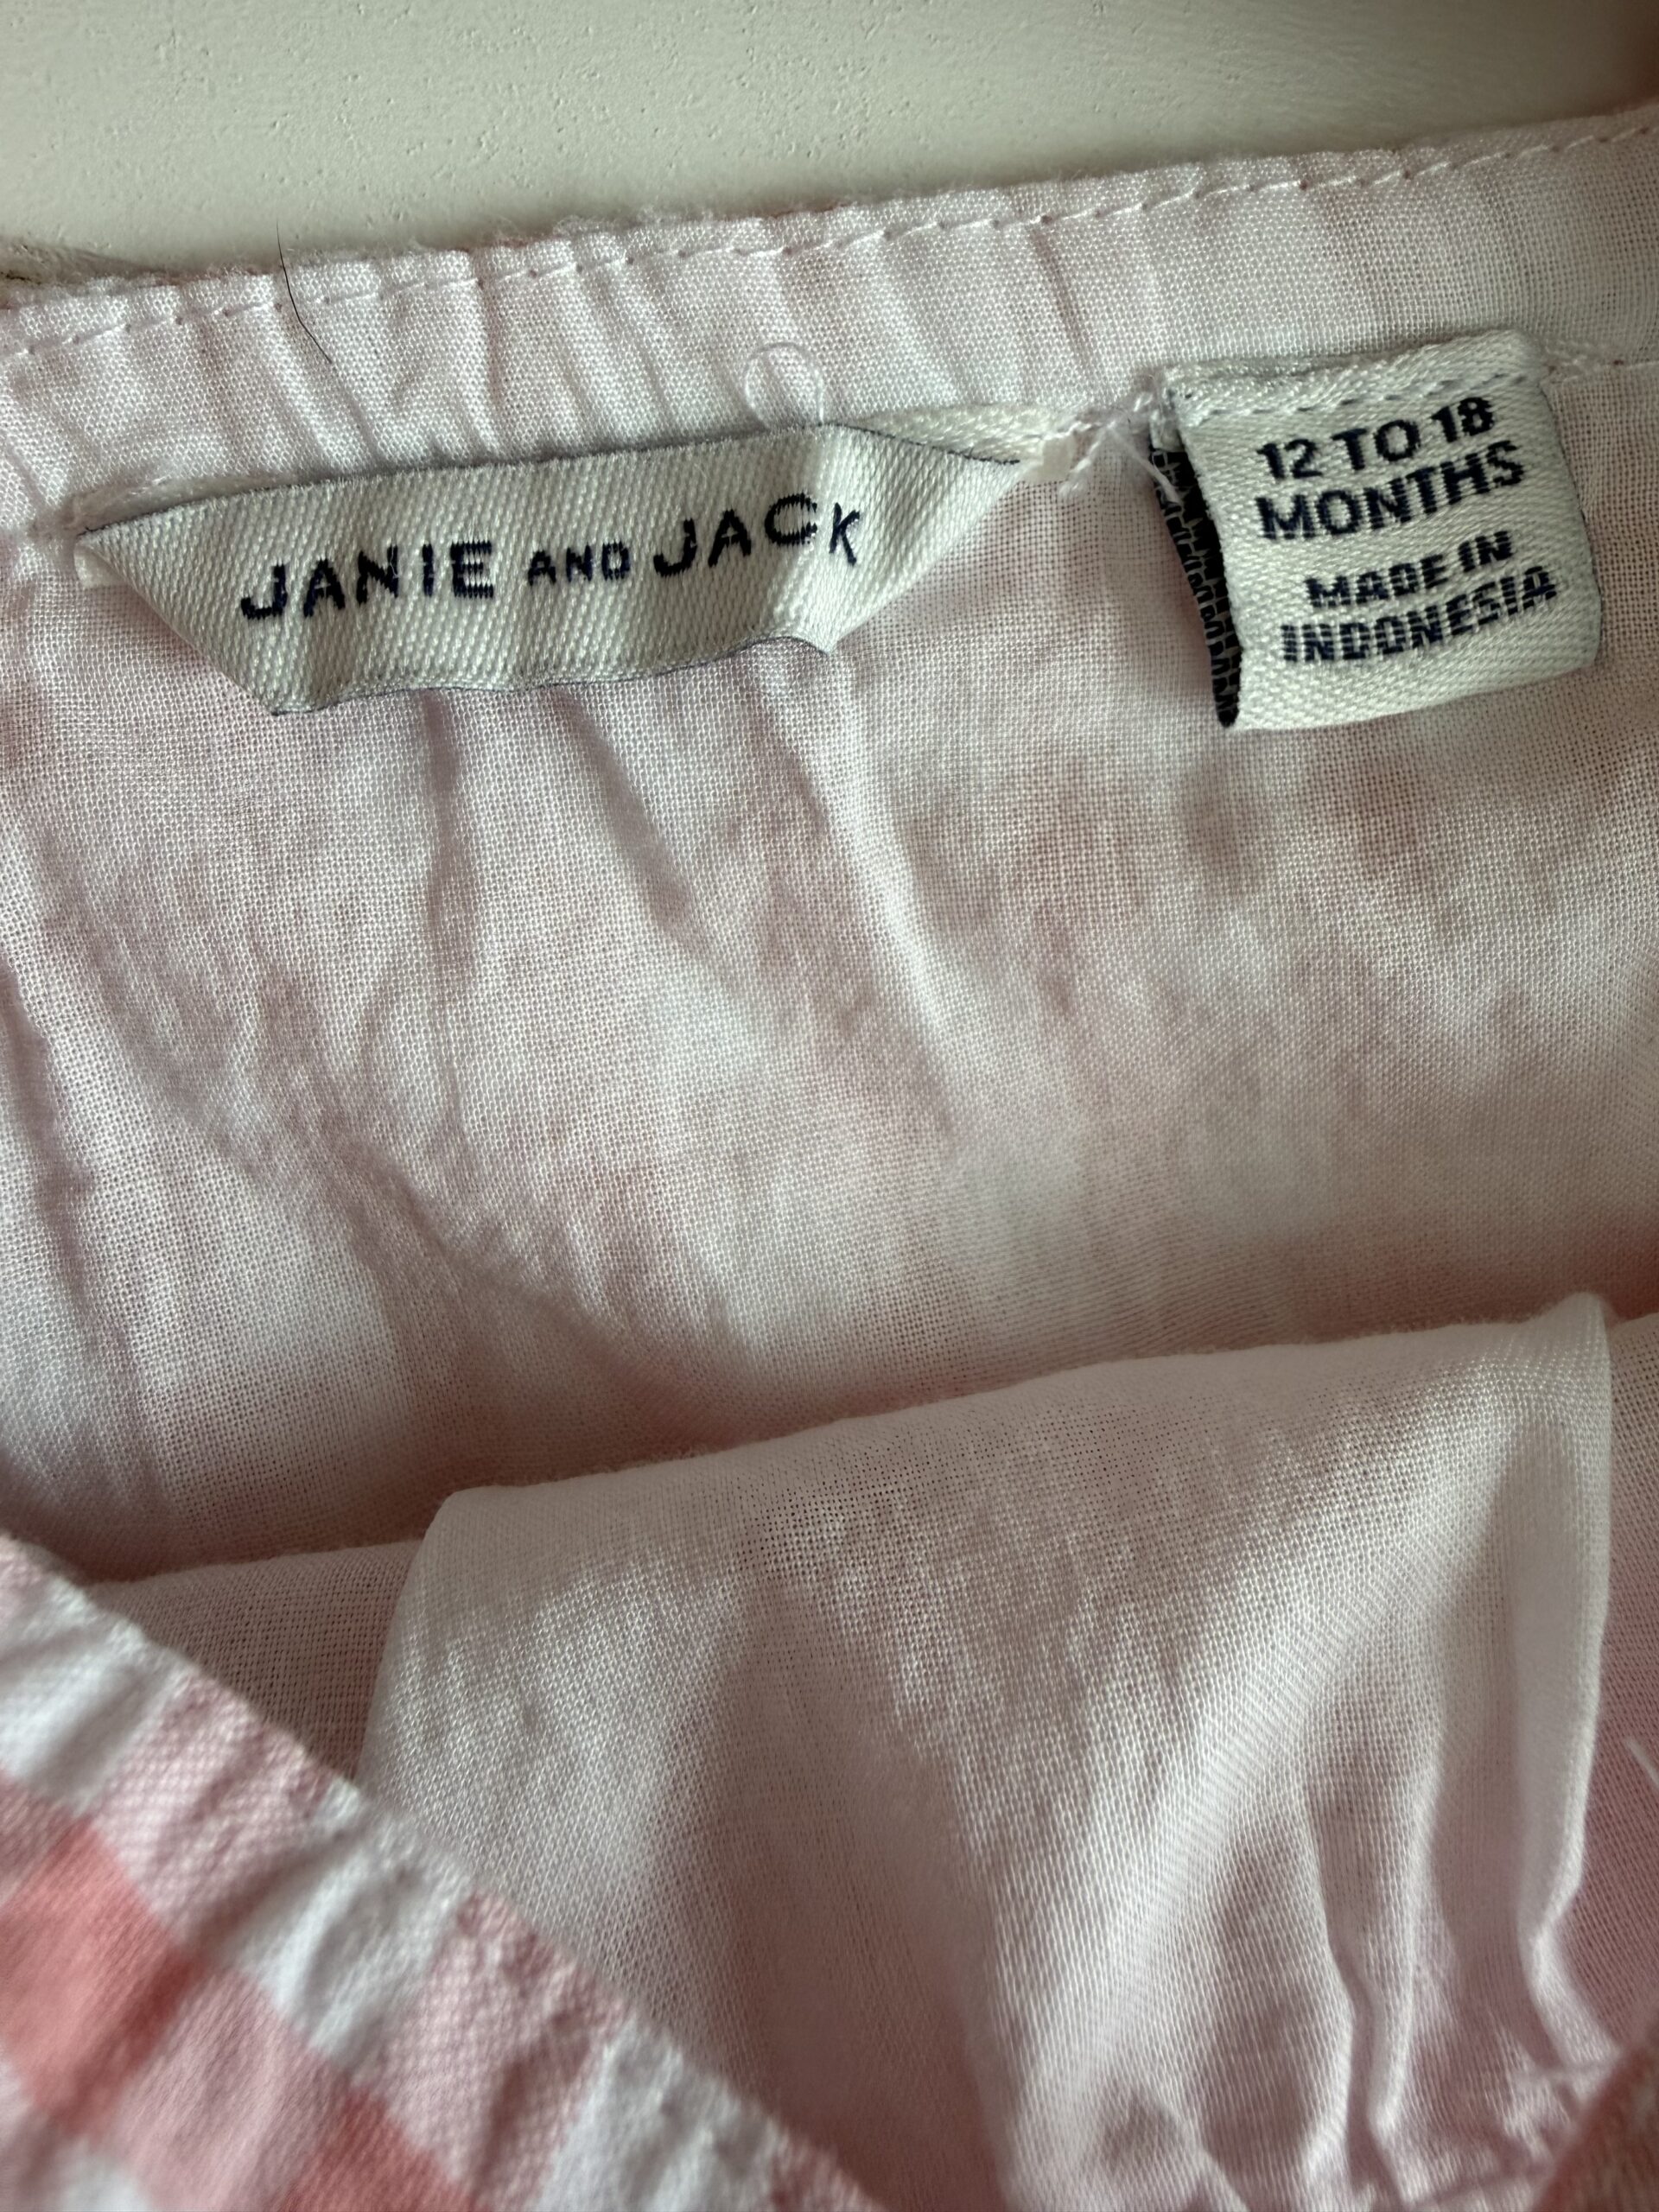 JANIE AND JACK
12 TO 18
MONTHS
MADE IN
INDONESIA